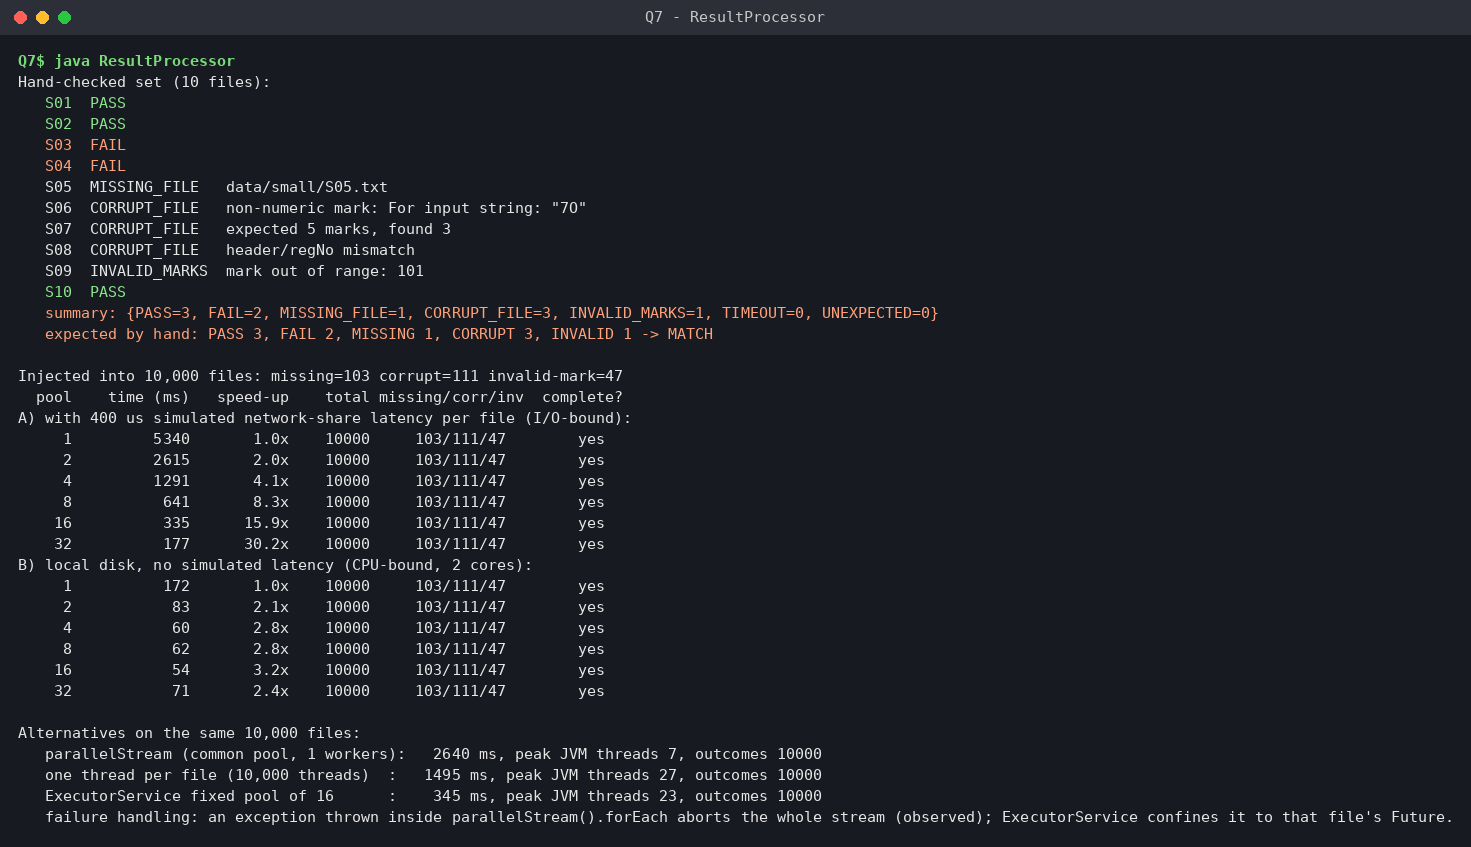 Q7 - ResultProcessor
Q7$ java ResultProcessor
Hand-checked set (10 files):
   S01  PASS
   S02  PASS
   S03  FAIL
   S04  FAIL
   S05  MISSING_FILE   data/small/S05.txt
   S06  CORRUPT_FILE   non-numeric mark: For input string: "7O"
   S07  CORRUPT_FILE   expected 5 marks, found 3
   S08  CORRUPT_FILE   header/regNo mismatch
   S09  INVALID_MARKS  mark out of range: 101
   S10  PASS
   summary: {PASS=3, FAIL=2, MISSING_FILE=1, CORRUPT_FILE=3, INVALID_MARKS=1, TIMEOUT=0, UNEXPECTED=0}
   expected by hand: PASS 3, FAIL 2, MISSING 1, CORRUPT 3, INVALID 1 -> MATCH
Injected into 10,000 files: missing=103 corrupt=111 invalid-mark=47
  pool    time (ms)   speed-up    total missing/corr/inv  complete?
A) with 400 us simulated network-share latency per file (I/O-bound):
     1         5340       1.0x    10000     103/111/47        yes
     2         2615       2.0x    10000     103/111/47        yes
     4         1291       4.1x    10000     103/111/47        yes
     8          641       8.3x    10000     103/111/47        yes
    16          335      15.9x    10000     103/111/47        yes
    32          177      30.2x    10000     103/111/47        yes
B) local disk, no simulated latency (CPU-bound, 2 cores):
     1          172       1.0x    10000     103/111/47        yes
     2           83       2.1x    10000     103/111/47        yes
     4           60       2.8x    10000     103/111/47        yes
     8           62       2.8x    10000     103/111/47        yes
    16           54       3.2x    10000     103/111/47        yes
    32           71       2.4x    10000     103/111/47        yes
Alternatives on the same 10,000 files:
   parallelStream (common pool, 1 workers):   2640 ms, peak JVM threads 7, outcomes 10000
   one thread per file (10,000 threads)  :   1495 ms, peak JVM threads 27, outcomes 10000
   ExecutorService fixed pool of 16      :    345 ms, peak JVM threads 23, outcomes 10000
   failure handling: an exception thrown inside parallelStream().forEach aborts the whole stream (observed); ExecutorService confines it to that file's Future.